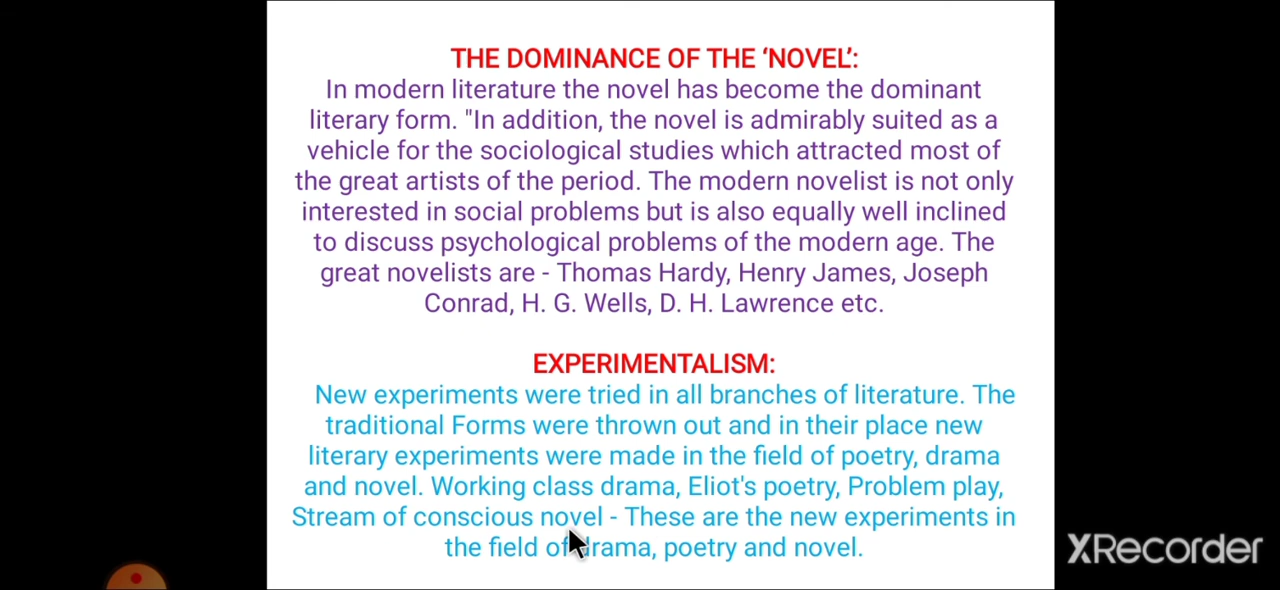 THE DOMINANCE OF THE ‘NOVEL’:
In modern literature the novel has become the dominant
literary form. "In addition, the novel is admirably suited as a
vehicle for the sociological studies which attracted most of
the great artists of the period. The modern novelist is not only
interested in social problems but is also equally well inclined
to discuss psychological problems of the modern age. The
great novelists are - Thomas Hardy, Henry James, Joseph
Conrad, H. G. Wells, D. H. Lawrence etc.
EXPERIMENTALISM:
New experiments were tried in all branches of literature. The
traditional Forms were thrown out and in their place new
literary experiments were made in the field of poetry, drama
and novel. Working class drama, Eliot's poetry, Problem play,
Stream of conscious novel - These are the new experiments in
the field of drama, poetry and novel.
XRecorder